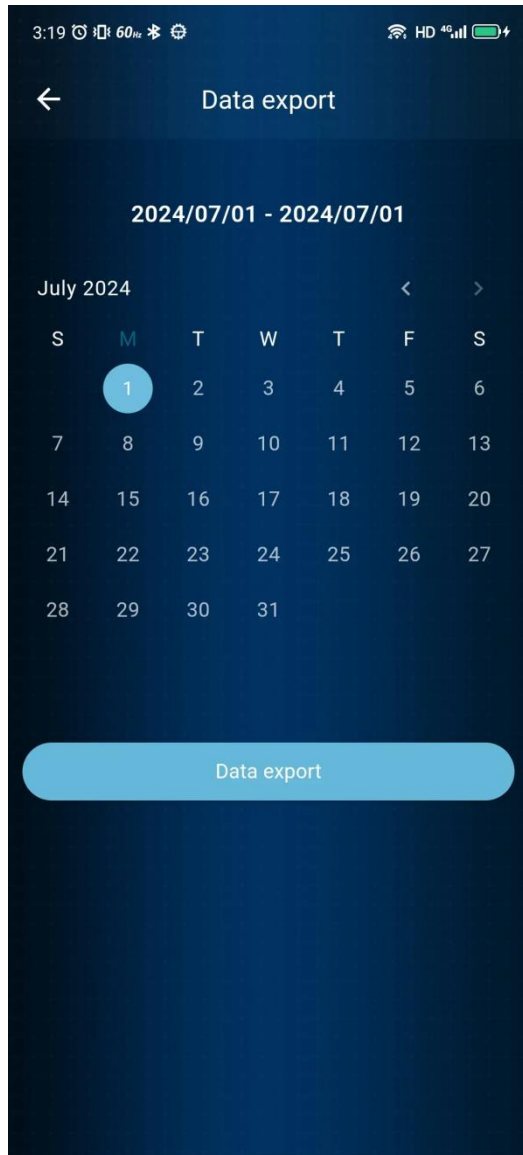 3:19 60Hz HD 4G
Data export
2024/07/01 - 2024/07/01
July 2024
S M T W T F S
1 2 3 4 5 6
7 8 9 10 11 12 13
14 15 16 17 18 19 20
21 22 23 24 25 26 27
28 29 30 31
Data export